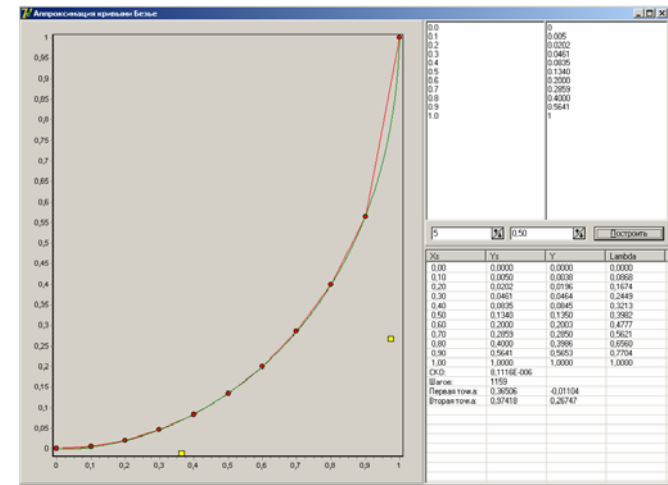 Аппроксимация кривыми Безье
1
0,95
0,9
0,85
0,8
0,75
0,7
0,65
0,6
0,55
0,5
0,45
0,4
0,35
0,3
0,25
0,2
0,15
0,1
0,05
0
0 0,1 0,2 0,3 0,4 0,5 0,6 0,7 0,8 0,9 1
0.0 0
0.1 0.005
0.2 0.0202
0.3 0.0461
0.4 0.0835
0.5 0.1340
0.6 0.2000
0.7 0.2859
0.8 0.4000
0.9 0.5641
1.0 1
5 0,50 Построить
Xs Ys Y Lambda
0,00 0,0000 0,0000 0,0000
0,10 0,0050 0,0038 0,0868
0,20 0,0202 0,0196 0,1674
0,30 0,0461 0,0464 0,2449
0,40 0,0835 0,0845 0,3213
0,50 0,1340 0,1350 0,3982
0,60 0,2000 0,2003 0,4777
0,70 0,2859 0,2850 0,5621
0,80 0,4000 0,3986 0,6560
0,90 0,5641 0,5653 0,7704
1,00 1,0000 1,0000 1,0000
СКО: 8,1116E-006
Шагов: 1159
Первая точка: 0,36506 -0,01104
Вторая точка: 0,97418 0,26747